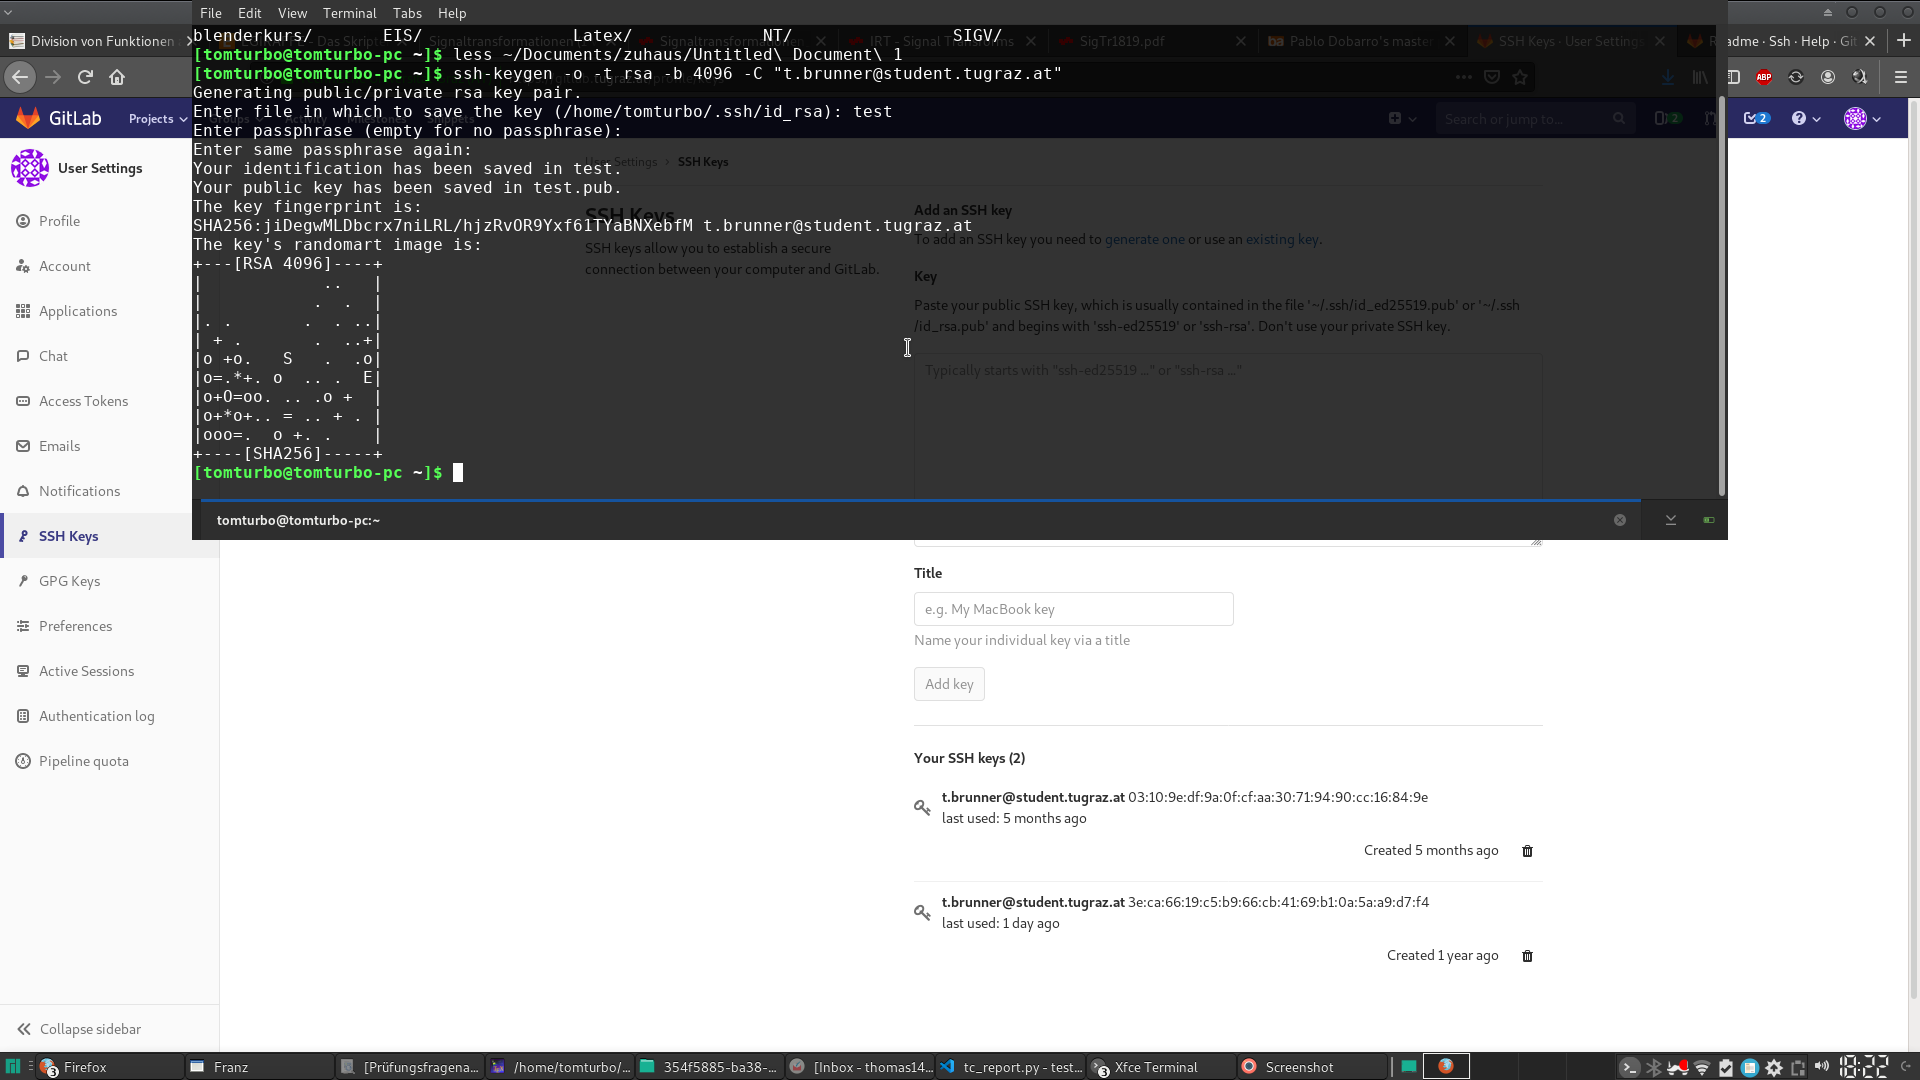 File Edit View Terminal Tabs Help
blenderkurs/ EIS/ Latex/ NT/ SIGV/
[tomturbo@tomturbo-pc ~]$ less ~/Documents/zuhaus/Untitled\ Document\ 1
[tomturbo@tomturbo-pc ~]$ ssh-keygen -o -t rsa -b 4096 -C "t.brunner@student.tugraz.at"
Generating public/private rsa key pair.
Enter file in which to save the key (/home/tomturbo/.ssh/id_rsa): test
Enter passphrase (empty for no passphrase):
Enter same passphrase again:
Your identification has been saved in test.
Your public key has been saved in test.pub.
The key fingerprint is:
SHA256:jiDegwMLDbcrx7niLRL/hjzRvOR9Yxf61TYaBNXebfM t.brunner@student.tugraz.at
The key's randomart image is:
+---[RSA 4096]----+
|            ..   |
|           .  .  |
|. .       .  . ..|
| + .       .  ..+|
|o +o.   S   .  .o|
|o=.*+. o  .. .  E|
|o+O=oo. .. .o +  |
|o+*o+.. = .. + . |
|ooo=.  o +. .    |
+----[SHA256]-----+
[tomturbo@tomturbo-pc ~]$
tomturbo@tomturbo-pc:~
Division von Funktionen
IRT - Signal Transforms
SigTr1819.pdf
Pablo Dobarro's maste
SSH Keys · User Settings
adme · Ssh · Help · Gi
ABP
GitLab
Projects
Milestones
Snippets
Search or jump to...
2
2
User Settings
Profile
Account
Applications
Chat
Access Tokens
Emails
Notifications
SSH Keys
GPG Keys
Preferences
Active Sessions
Authentication log
Pipeline quota
Collapse sidebar
User Settings › SSH Keys
SSH Keys
SSH keys allow you to establish a secure
connection between your computer and GitLab.
Add an SSH key
To add an SSH key you need to generate one or use an existing key.
Key
Paste your public SSH key, which is usually contained in the file '~/.ssh/id_ed25519.pub' or '~/.ssh
/id_rsa.pub' and begins with 'ssh-ed25519' or 'ssh-rsa'. Don't use your private SSH key.
Typically starts with "ssh-ed25519 ..." or "ssh-rsa ..."
Title
e.g. My MacBook key
Name your individual key via a title
Add key
Your SSH keys (2)
t.brunner@student.tugraz.at 03:10:9e:df:9a:0f:cf:aa:30:71:94:90:cc:16:84:9e
last used: 5 months ago
Created 5 months ago
t.brunner@student.tugraz.at 3e:ca:66:19:c5:b9:66:cb:41:69:b1:0a:5a:a9:d7:f4
last used: 1 day ago
Created 1 year ago
3 Firefox
Franz
[Prüfungsfragena...
/home/tomturbo/...
354f5885-ba38-...
[Inbox - thomas14...
tc_report.py - test...
3 Xfce Terminal
Screenshot
18:22